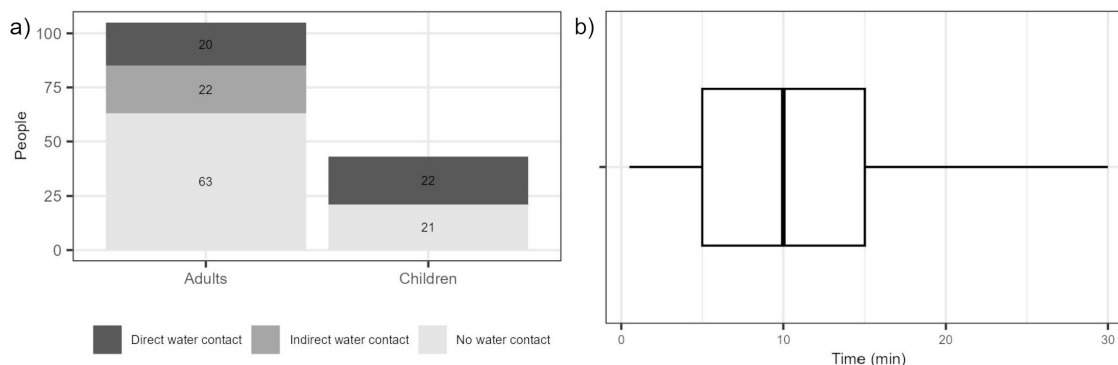 a)
People
100
75
50
25
0
20
22
63
22
21
Adults Children
Direct water contact Indirect water contact No water contact
b)
0 10 20 30
Time (min)